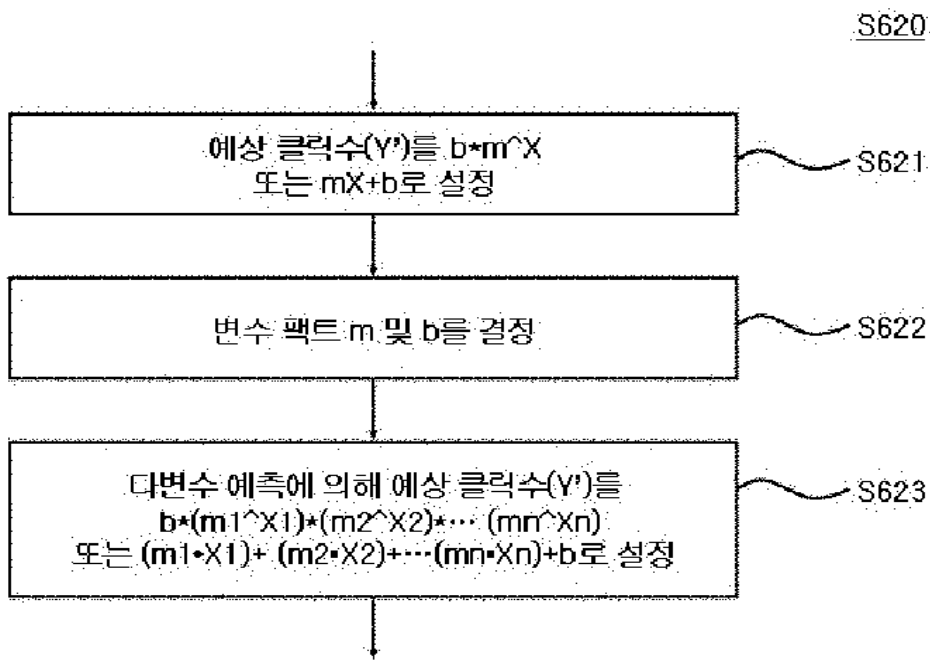 S620
예상 클릭수(Y')를 b*m^X
또는 mX+b로 설정
S621
변수 팩트 m 및 b를 결정
S622
다변수 예측에 의해 예상 클릭수(Y')를
b*(m1^X1)*(m2^X2)*… (mn^Xn)
또는 (m1•X1)+ (m2•X2)+…(mn•Xn)+b로 설정
S623